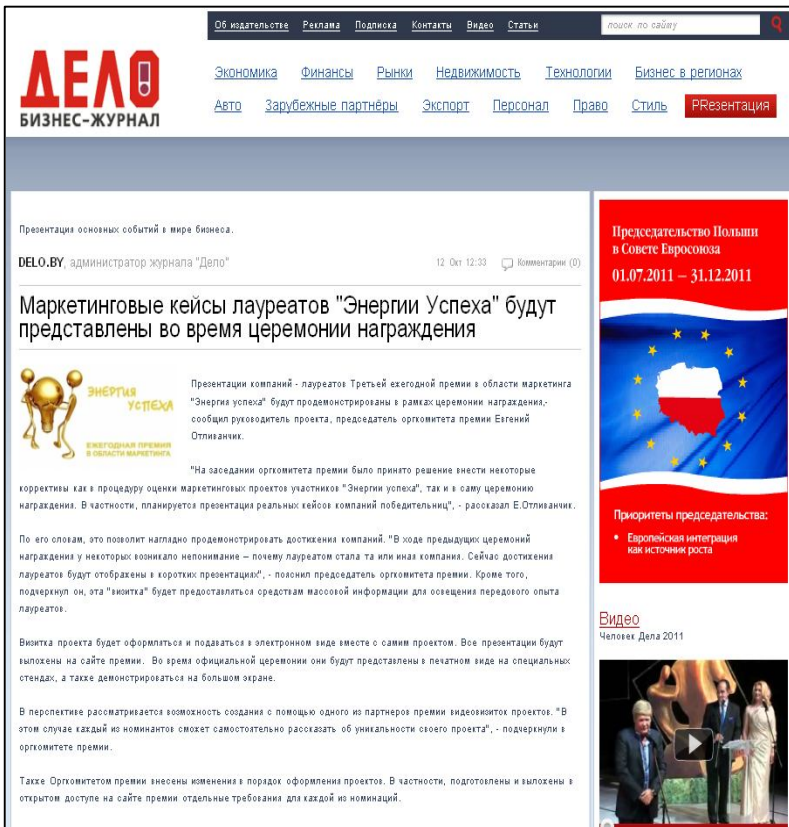 Об издательстве Реклама Подписка Контакты Видео Статьи поиск по сайту
ДЕЛО
БИЗНЕС-ЖУРНАЛ
Экономика Финансы Рынки Недвижимость Технологии Бизнес в регионах
Авто Зарубежные партнёры Экспорт Персонал Право Стиль PRезентация
Презентация основных событий в мире бизнеса.
DELO.BY, администратор журнала "Дело" 12 Окт 12:33 Комментарии (0)
Маркетинговые кейсы лауреатов "Энергии Успеха" будут
представлены во время церемонии награждения
ЭНЕРГИЯ
УСПЕХА
ЕЖЕГОДНАЯ ПРЕМИЯ
В ОБЛАСТИ МАРКЕТИНГА
Презентации компаний - лауреатов Третьей ежегодной премии в области маркетинга
"Энергия успеха" будут продемонстрированы в рамках церемонии награждения,-
сообщил руководитель проекта, председатель оргкомитета премии Евгений
Отливанчик.
"На заседании оргкомитета премии было принято решение внести некоторые
коррективы как в процедуру оценки маркетинговых проектов участников "Энергии успеха", так и в саму церемонию
награждения. В частности, планируется презентация реальных кейсов компаний победительниц", - рассказал Е.Отливанчик.
По его словам, это позволит наглядно продемонстрировать достижения компаний. "В ходе предыдущих церемоний
награждения у некоторых возникало непонимание – почему лауреатом стала та или иная компания. Сейчас достижения
лауреатов будут отображены в коротких презентациях", - пояснил председатель оргкомитета премии. Кроме того,
подчеркнул он, эта "визитка" будет предоставляться средствам массовой информации для освещения передового опыта
лауреатов.
Визитка проекта будет оформляться и подаваться в электронном виде вместе с самим проектом. Все презентации будут
выложены на сайте премии. Во время официальной церемонии они будут представлены в печатном виде на специальных
стендах, а также демонстрироваться на большом экране.
В перспективе рассматривается возможность создания с помощью одного из партнеров премии видеовизиток проектов. "В
этом случае каждый из номинантов сможет самостоятельно рассказать об уникальности своего проекта", - подчеркнули в
оргкомитете премии.
Также Оргкомитетом премии внесены изменения в порядок оформления проектов. В частности, подготовлены и выложены в
открытом доступе на сайте премии отдельные требования для каждой из номинаций.
Председательство Польши
в Совете Евросоюза
01.07.2011 – 31.12.2011
Приоритеты председательства:
• Европейская интеграция
как источник роста
Видео
Человек Дела 2011